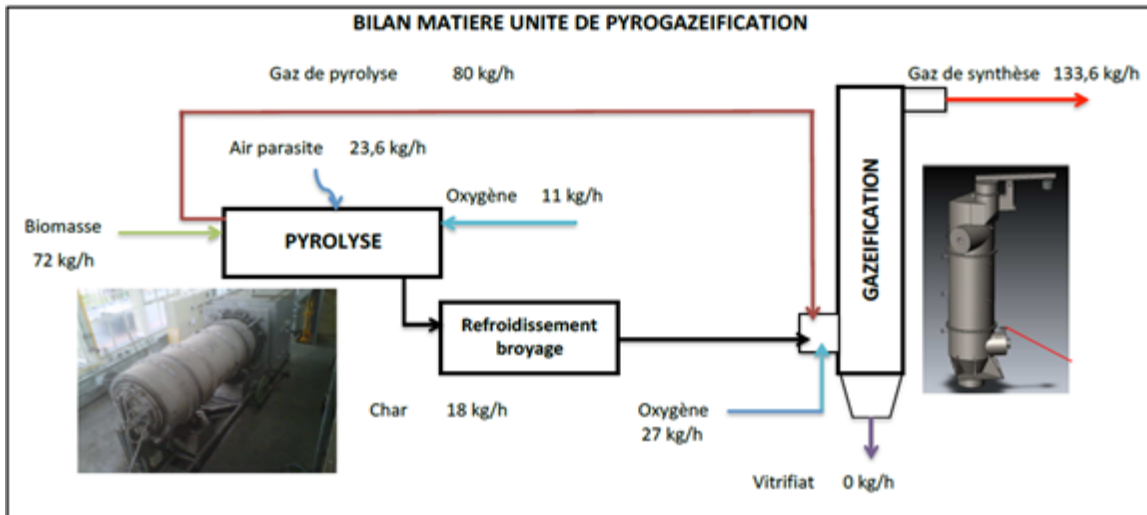 BILAN MATIERE UNITE DE PYROGAZEIFICATION
Gaz de pyrolyse 80 kg/h
Gaz de synthèse 133,6 kg/h
Air parasite 23,6 kg/h
Oxygène 11 kg/h
Biomasse
72 kg/h
PYROLYSE
GAZEIFICATION
Refroidissement
broyage
Char 18 kg/h
Oxygène
27 kg/h
Vitrifiat 0 kg/h